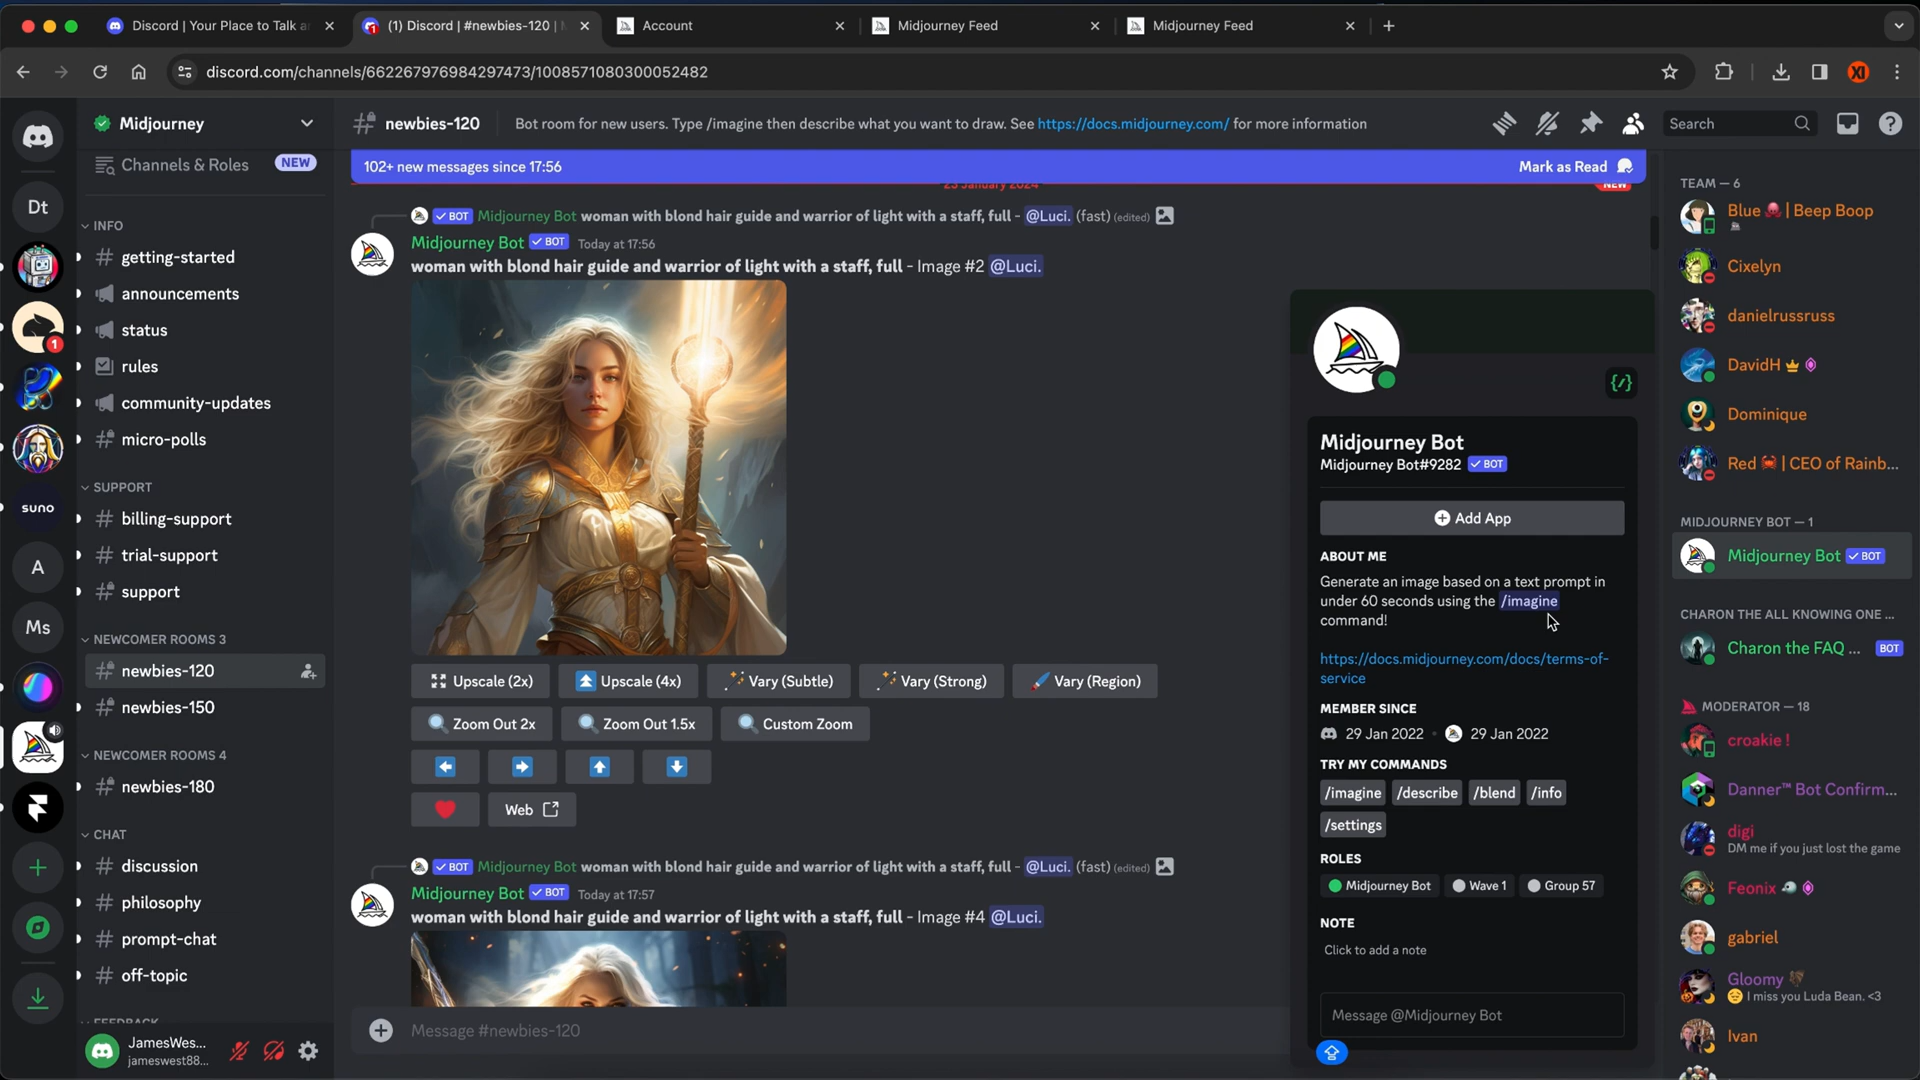 Discord | Your Place to Talk a
(1) Discord | #newbies-120 |
Account
Midjourney Feed
Midjourney Feed
discord.com/channels/662267976984297473/1008571080300052482
XI
Midjourney
newbies-120
Bot room for new users. Type /imagine then describe what you want to draw. See https://docs.midjourney.com/ for more information
Search
102+ new messages since 17:56
Mark as Read
23 January 2024
NEW
Channels & Roles
NEW
INFO
getting-started
announcements
status
rules
community-updates
micro-polls
SUPPORT
billing-support
trial-support
support
NEWCOMER ROOMS 3
newbies-120
newbies-150
NEWCOMER ROOMS 4
newbies-180
CHAT
discussion
philosophy
prompt-chat
off-topic
FEEDBACK
JamesWes...
jameswest88...
Dt
1
suno
A
Ms
BOT Midjourney Bot woman with blond hair guide and warrior of light with a staff, full - @Luci. (fast) (edited)
Midjourney Bot BOT Today at 17:56
woman with blond hair guide and warrior of light with a staff, full - Image #2 @Luci.
Upscale (2x)
Upscale (4x)
Vary (Subtle)
Vary (Strong)
Vary (Region)
Zoom Out 2x
Zoom Out 1.5x
Custom Zoom
Web
BOT Midjourney Bot woman with blond hair guide and warrior of light with a staff, full - @Luci. (fast) (edited)
Midjourney Bot BOT Today at 17:57
woman with blond hair guide and warrior of light with a staff, full - Image #4 @Luci.
Message #newbies-120
Midjourney Bot
Midjourney Bot#9282 BOT
Add App
ABOUT ME
Generate an image based on a text prompt in
under 60 seconds using the /imagine
command!
https://docs.midjourney.com/docs/terms-of-
service
MEMBER SINCE
29 Jan 2022 • 29 Jan 2022
TRY MY COMMANDS
/imagine /describe /blend /info
/settings
ROLES
Midjourney Bot
Wave 1
Group 57
NOTE
Click to add a note
Message @Midjourney Bot
TEAM — 6
Blue | Beep Boop
Cixelyn
danielrussruss
DavidH
Dominique
Red | CEO of Rainb...
MIDJOURNEY BOT — 1
Midjourney Bot BOT
CHARON THE ALL KNOWING ONE ...
Charon the FAQ ... BOT
MODERATOR — 18
croakie !
Danner™ Bot Confirm...
digi
DM me if you just lost the game
Feonix
gabriel
Gloomy
I miss you Luda Bean. <3
Ivan